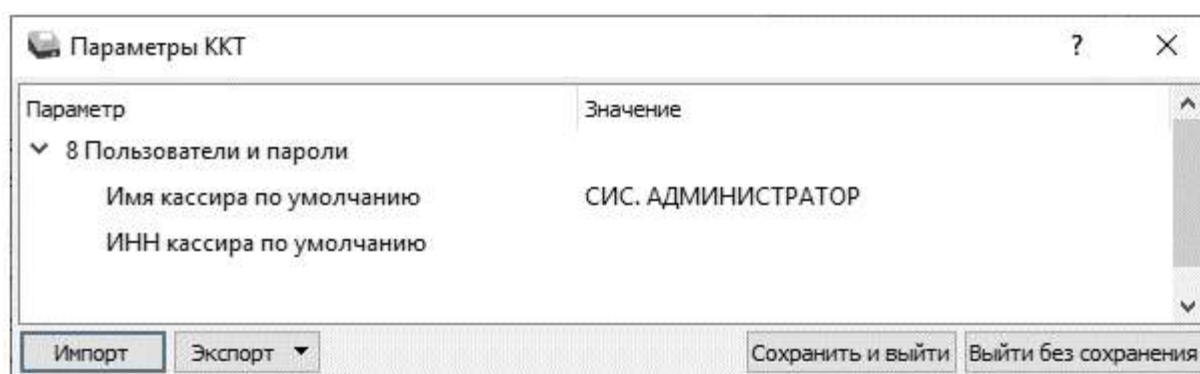 Параметры ККТ ?
Параметр Значение
8 Пользователи и пароли
Имя кассира по умолчанию СИС. АДМИНИСТРАТОР
ИНН кассира по умолчанию
Импорт Экспорт Сохранить и выйти Выйти без сохранения